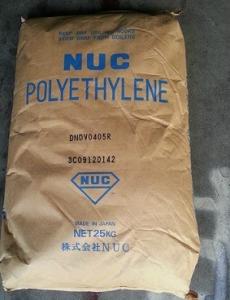 NUC
POLYETHYLENE
DNDV0405R
3C09120142
NUC
MADE IN JAPAN
NET25KG
株式会社NUC